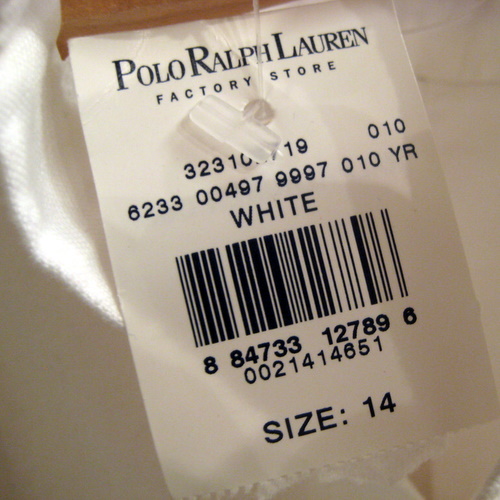 POLO RALPH LAUREN
FACTORY STORE
010
6233 00497 9997 010 YR
WHITE
8 84733 12789 6
0021414651
SIZE: 14